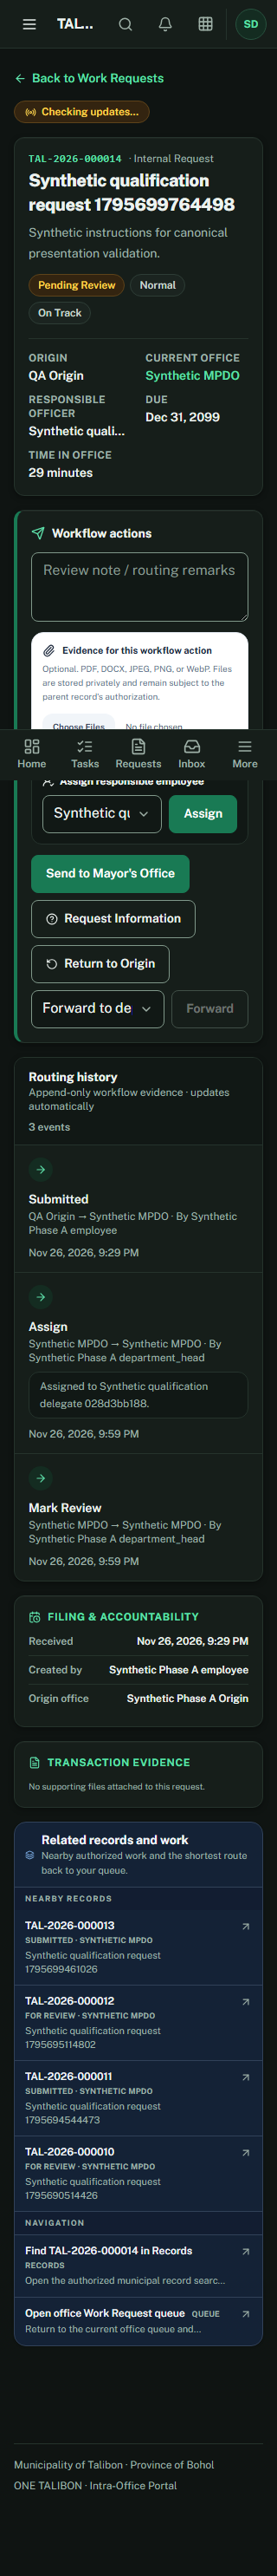 TAL...
SD
Back to Work Requests
Checking updates...
TAL-2026-000014 · Internal Request
Synthetic qualification
request 1795699764498
Synthetic instructions for canonical
presentation validation.
Pending Review
Normal
On Track
ORIGIN
QA Origin
CURRENT OFFICE
Synthetic MPDO
RESPONSIBLE
OFFICER
Synthetic quali...
DUE
Dec 31, 2099
TIME IN OFFICE
29 minutes
Workflow actions
Review note / routing remarks
Evidence for this workflow action
Optional. PDF, DOCX, JPEG, PNG, or WebP. Files
are stored privately and remain subject to the
parent record's authorization.
Choose Files No file chosen
Home
Tasks
Requests
Inbox
More
Assign responsible employee
Synthetic qu
Assign
Send to Mayor's Office
Request Information
Return to Origin
Forward to de
Forward
Routing history
Append-only workflow evidence · updates
automatically
3 events
Submitted
QA Origin → Synthetic MPDO · By Synthetic
Phase A employee
Nov 26, 2026, 9:29 PM
Assign
Synthetic MPDO → Synthetic MPDO · By
Synthetic Phase A department_head
Assigned to Synthetic qualification
delegate 028d3bb188.
Nov 26, 2026, 9:59 PM
Mark Review
Synthetic MPDO → Synthetic MPDO · By
Synthetic Phase A department_head
Nov 26, 2026, 9:59 PM
FILING & ACCOUNTABILITY
Received Nov 26, 2026, 9:29 PM
Created by Synthetic Phase A employee
Origin office Synthetic Phase A Origin
TRANSACTION EVIDENCE
No supporting files attached to this request.
Related records and work
Nearby authorized work and the shortest route
back to your queue.
NEARBY RECORDS
TAL-2026-000013
SUBMITTED · SYNTHETIC MPDO
Synthetic qualification request
1795699461026
TAL-2026-000012
FOR REVIEW · SYNTHETIC MPDO
Synthetic qualification request
1795695114802
TAL-2026-000011
SUBMITTED · SYNTHETIC MPDO
Synthetic qualification request
1795694544473
TAL-2026-000010
FOR REVIEW · SYNTHETIC MPDO
Synthetic qualification request
1795690514426
NAVIGATION
Find TAL-2026-000014 in Records
RECORDS
Open the authorized municipal record searc...
Open office Work Request queue QUEUE
Return to the current office queue and...
Municipality of Talibon · Province of Bohol
ONE TALIBON · Intra-Office Portal